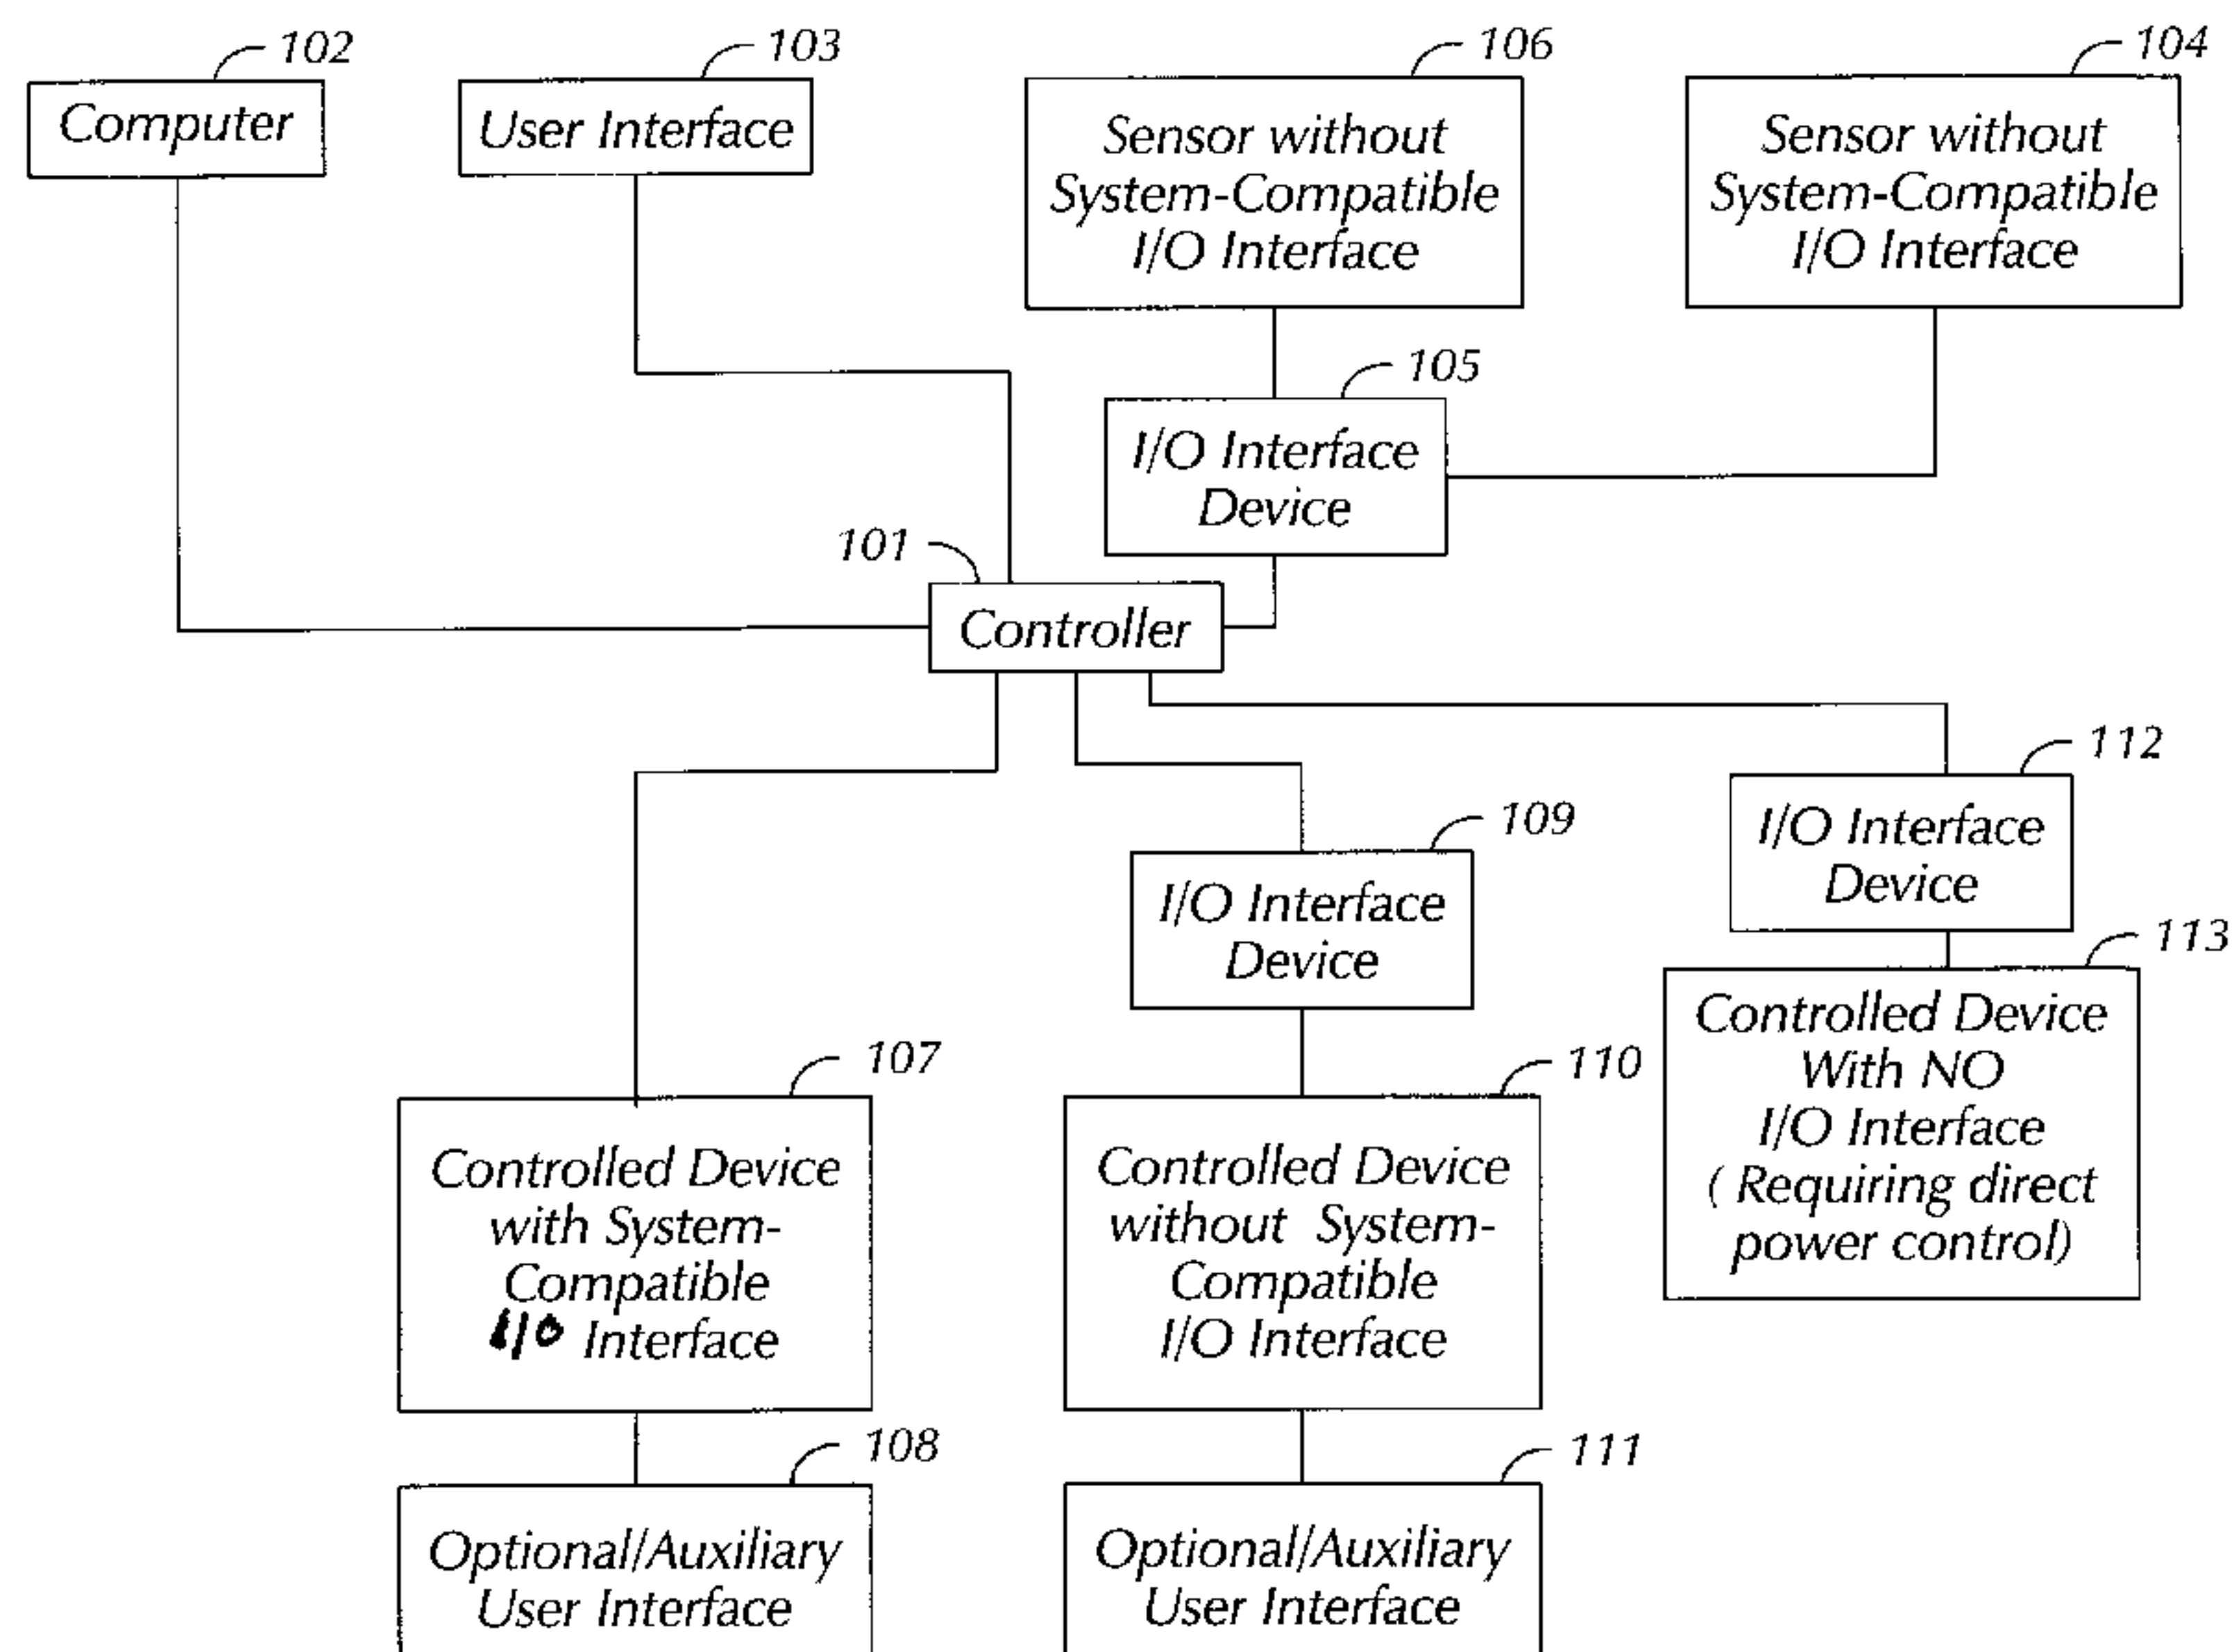 102
Computer
103
User Interface
106
Sensor without
System-Compatible
I/O Interface
104
Sensor without
System-Compatible
I/O Interface
105
I/O Interface
Device
101
Controller
112
I/O Interface
Device
109
I/O Interface
Device
113
Controlled Device
With NO
I/O Interface
( Requiring direct
power control)
107
Controlled Device
with System-
Compatible
I/O Interface
110
Controlled Device
without System-
Compatible
I/O Interface
108
Optional/Auxiliary
User Interface
111
Optional/Auxiliary
User Interface